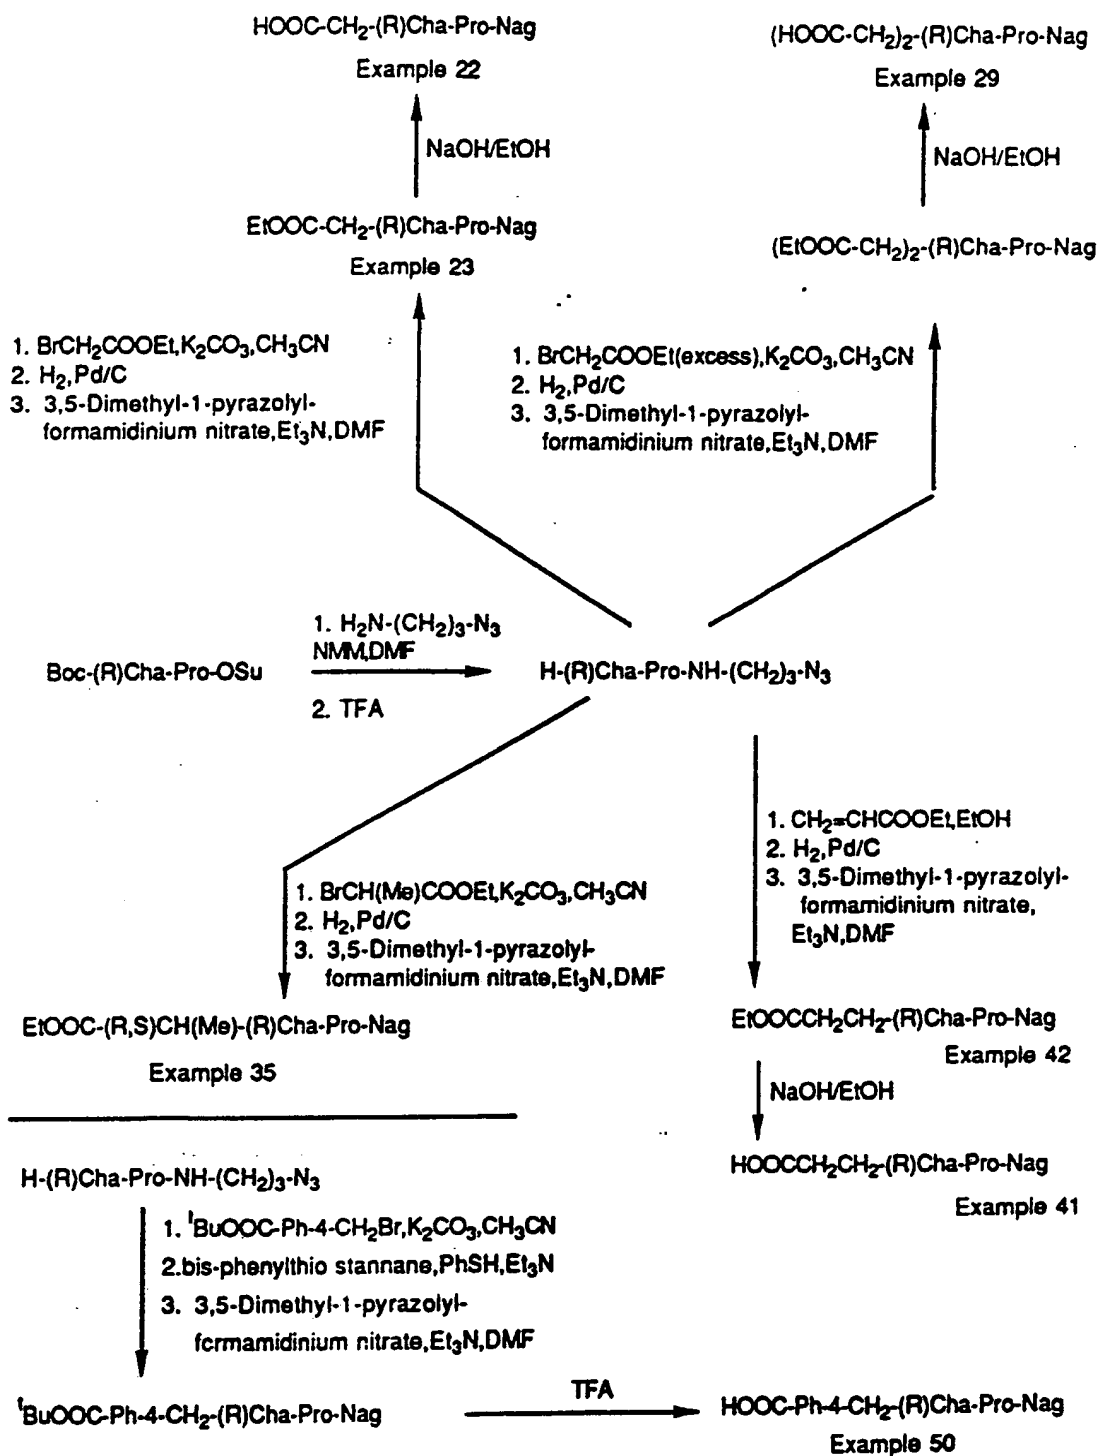 HOOC-CH2-(R)Cha-Pro-Nag
Example 22
(HOOC-CH2)2-(R)Cha-Pro-Nag
Example 29
NaOH/EtOH
NaOH/EtOH
EtOOC-CH2-(R)Cha-Pro-Nag
Example 23
(EtOOC-CH2)2-(R)Cha-Pro-Nag
1. BrCH2COOEt,K2CO3,CH3CN
2. H2,Pd/C
3. 3,5-Dimethyl-1-pyrazolyl-
formamidinium nitrate,Et3N,DMF
1. BrCH2COOEt(excess),K2CO3,CH3CN
2. H2,Pd/C
3. 3,5-Dimethyl-1-pyrazolyl-
formamidinium nitrate,Et3N,DMF
Boc-(R)Cha-Pro-OSu
1. H2N-(CH2)3-N3
NMM,DMF
2. TFA
H-(R)Cha-Pro-NH-(CH2)3-N3
1. BrCH(Me)COOEt,K2CO3,CH3CN
2. H2,Pd/C
3. 3,5-Dimethyl-1-pyrazolyl-
formamidinium nitrate,Et3N,DMF
1. CH2=CHCOOEt,EtOH
2. H2,Pd/C
3. 3,5-Dimethyl-1-pyrazolyl-
formamidinium nitrate,
Et3N,DMF
EtOOC-(R,S)CH(Me)-(R)Cha-Pro-Nag
Example 35
EtOOCCH2CH2-(R)Cha-Pro-Nag
Example 42
NaOH/EtOH
HOOCCH2CH2-(R)Cha-Pro-Nag
Example 41
H-(R)Cha-Pro-NH-(CH2)3-N3
1. tBuOOC-Ph-4-CH2Br,K2CO3,CH3CN
2.bis-phenylthio stannane,PhSH,Et3N
3. 3,5-Dimethyl-1-pyrazolyl-
formamidinium nitrate,Et3N,DMF
tBuOOC-Ph-4-CH2-(R)Cha-Pro-Nag
TFA
HOOC-Ph-4-CH2-(R)Cha-Pro-Nag
Example 50